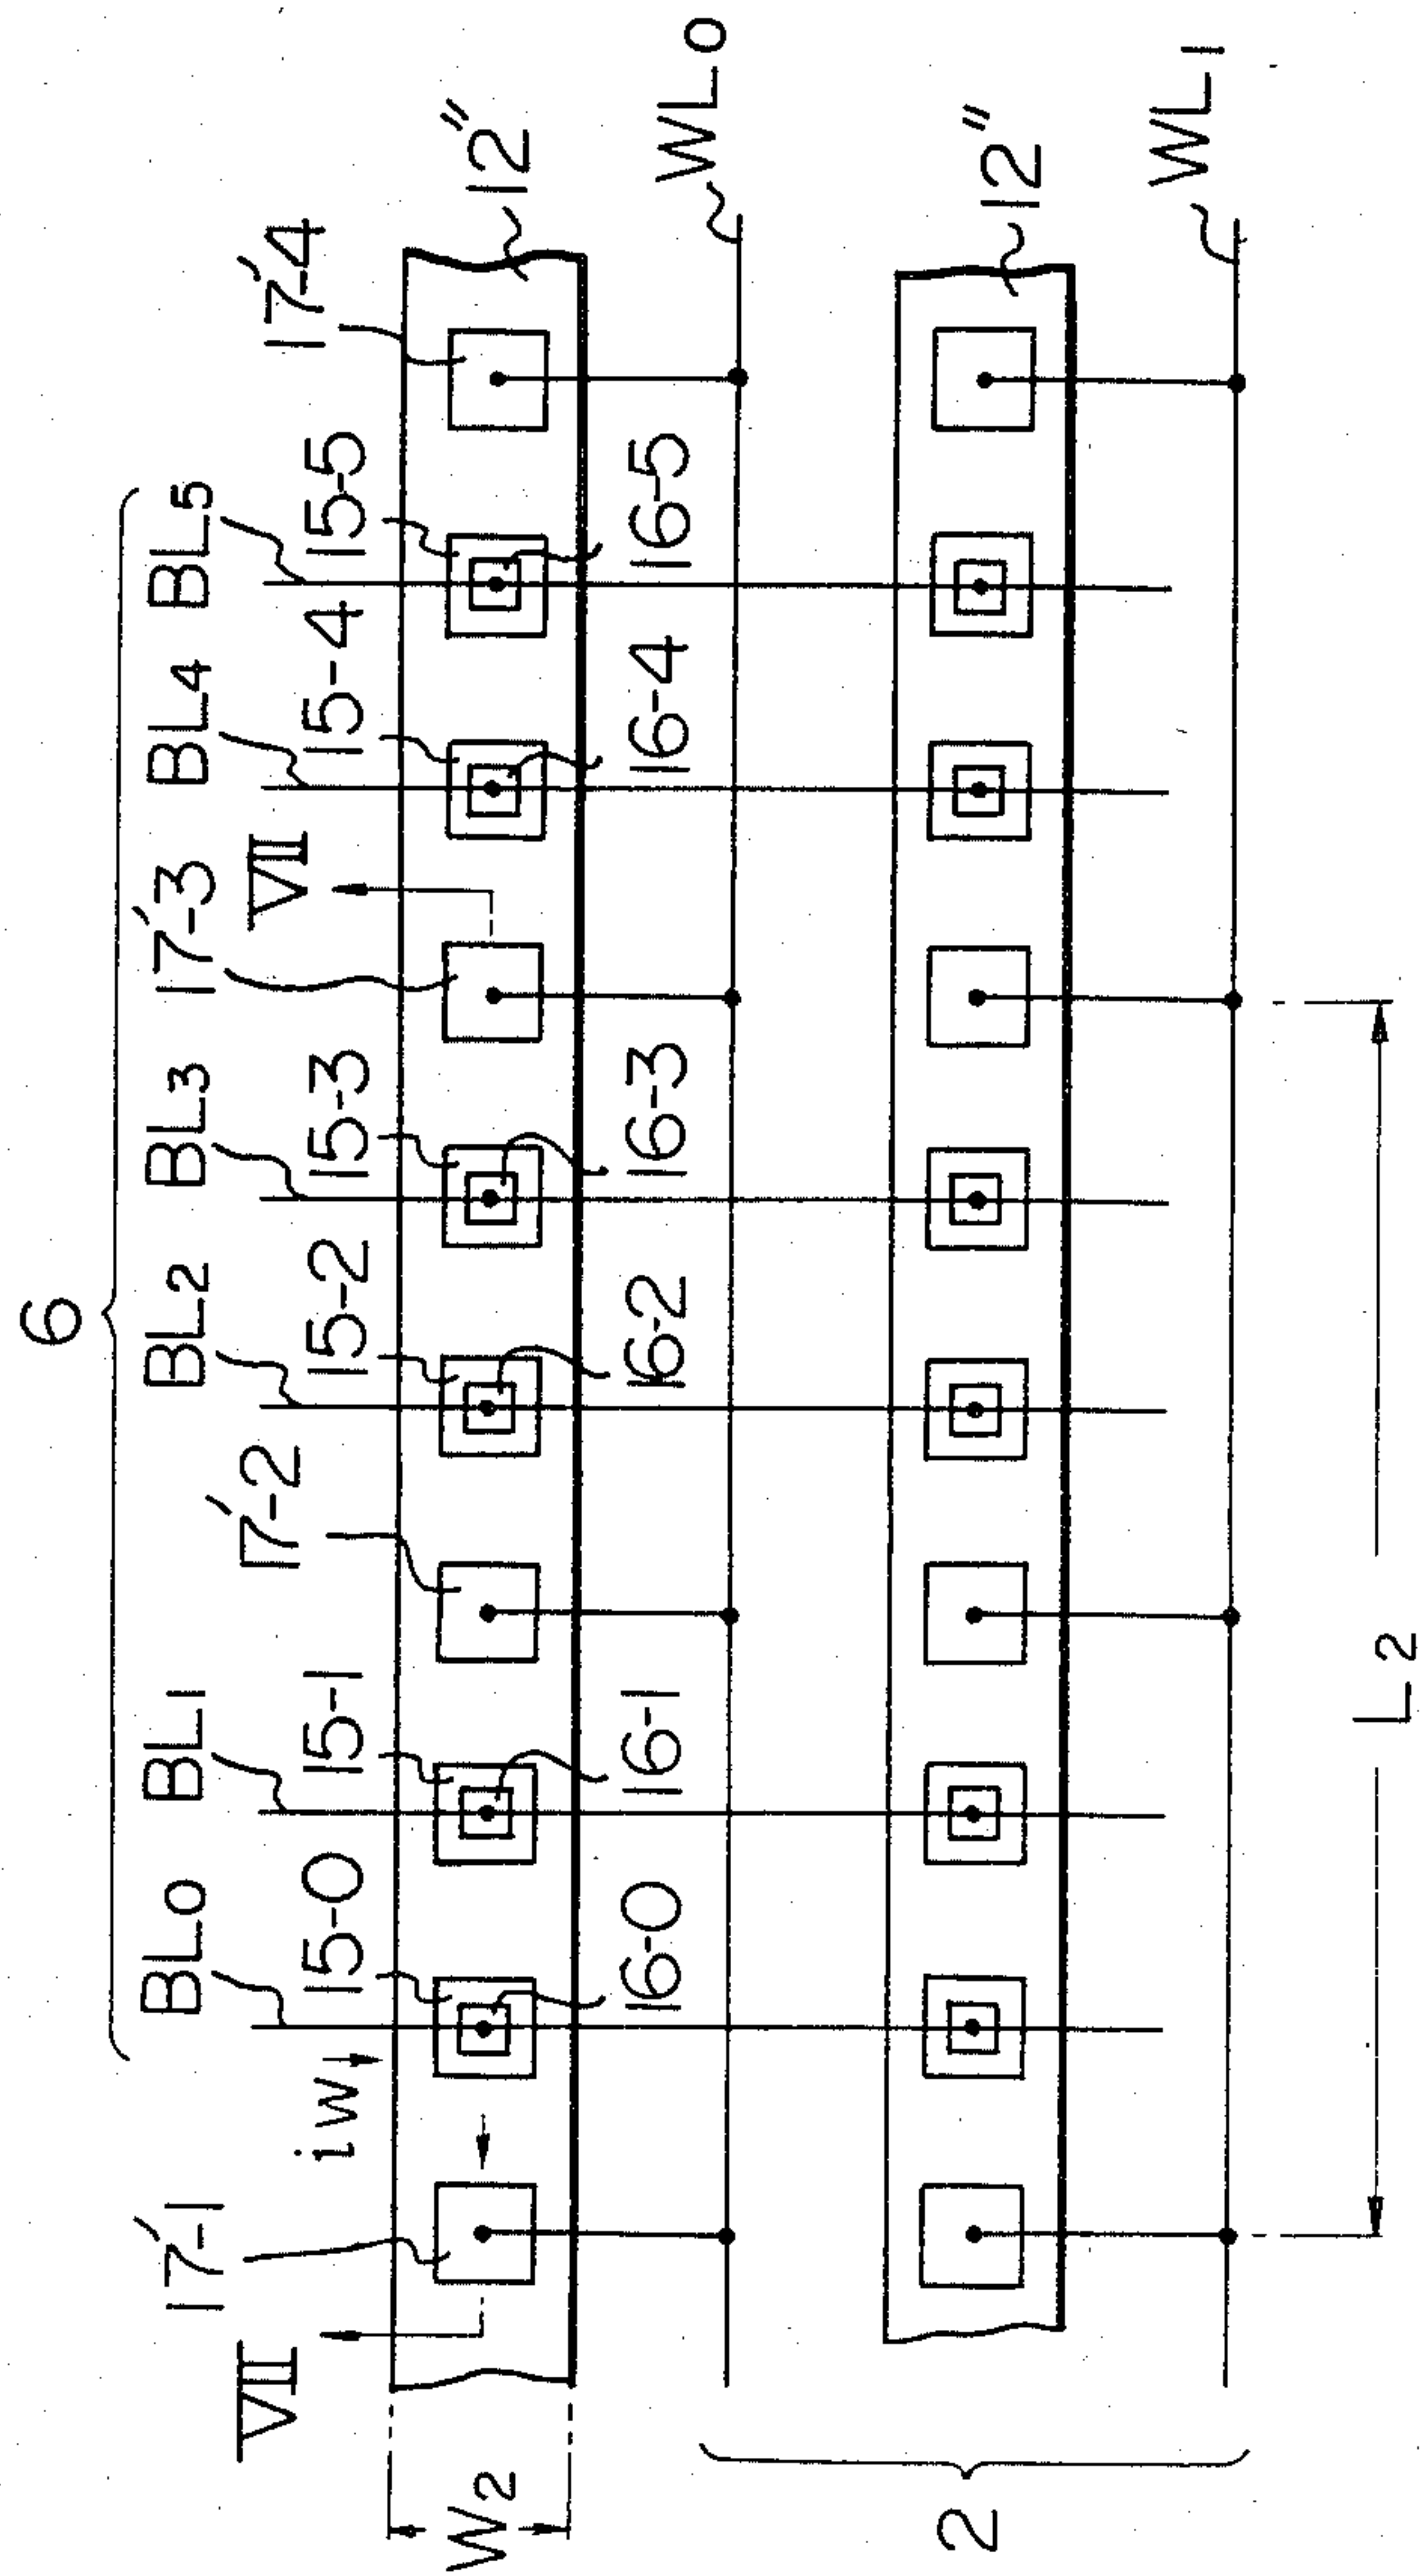 6
BL0 BL1 BL2 BL3 BL4 BL5
17'-1 17'-2 17'-3 17'-4
VII VII
iw
15-0 15-1 15-2 15-3 15-4 15-5
W2
12"
16-0 16-1 16-2 16-3 16-4 16-5
WL0
2
12"
WL1
L2